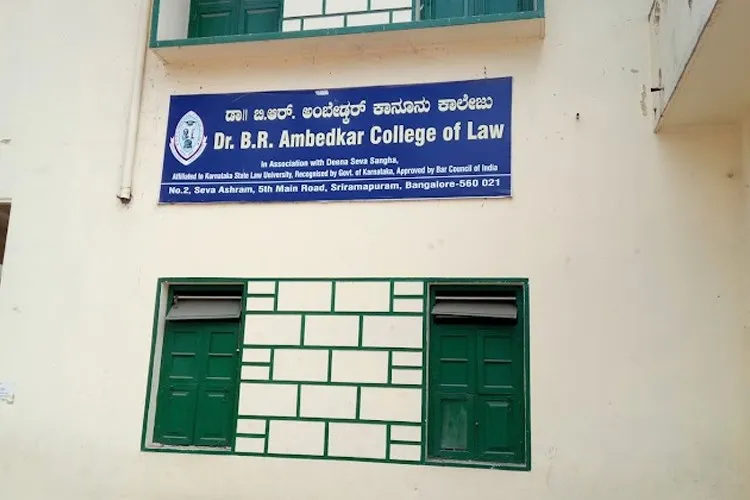 ಡಾ॥ ಬಿ.ಆರ್. ಅಂಬೇಡ್ಕರ್ ಕಾನೂನು ಕಾಲೇಜು
Dr. B.R. Ambedkar College of Law
In Association with Deena Seva Sangha,
Affiliated to Karnataka State Law University, Recognised by Govt. of Karnataka, Approved by Bar Council of India
No.2, Seva Ashram, 5th Main Road, Sriramapuram, Bangalore-560 021